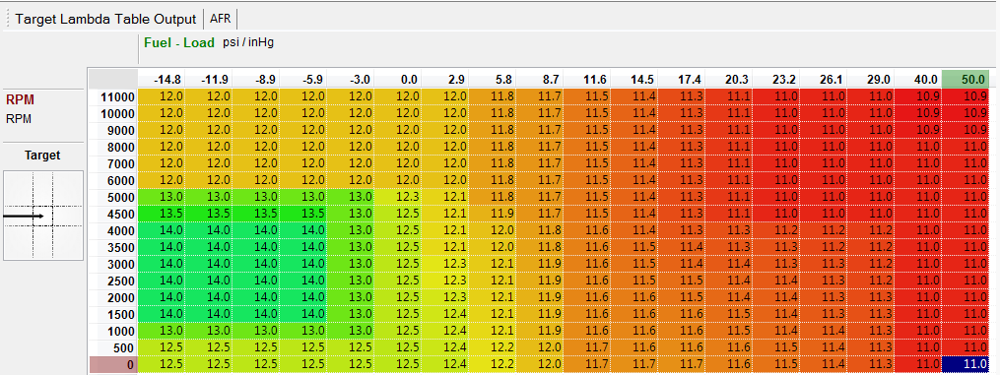 Target Lambda Table Output AFR
Fuel - Load psi / inHg
-14.8 -11.9 -8.9 -5.9 -3.0 0.0 2.9 5.8 8.7 11.6 14.5 17.4 20.3 23.2 26.1 29.0 40.0 50.0
RPM
RPM
Target
11000 12.0 12.0 12.0 12.0 12.0 12.0 12.0 11.8 11.7 11.5 11.4 11.3 11.1 11.0 11.0 11.0 10.9 10.9
10000 12.0 12.0 12.0 12.0 12.0 12.0 12.0 11.8 11.7 11.5 11.4 11.3 11.1 11.0 11.0 11.0 10.9 10.9
9000 12.0 12.0 12.0 12.0 12.0 12.0 12.0 11.8 11.7 11.5 11.4 11.3 11.1 11.0 11.0 11.0 10.9 10.9
8000 12.0 12.0 12.0 12.0 12.0 12.0 12.0 11.8 11.7 11.5 11.4 11.3 11.1 11.0 11.0 11.0 11.0 11.0
7000 12.0 12.0 12.0 12.0 12.0 12.0 12.0 11.8 11.7 11.5 11.4 11.3 11.1 11.0 11.0 11.0 11.0 11.0
6000 12.0 12.0 12.0 12.0 12.0 12.0 12.0 11.8 11.7 11.5 11.4 11.3 11.1 11.0 11.0 11.0 11.0 11.0
5000 13.0 13.0 13.0 13.0 13.0 12.3 12.1 11.8 11.7 11.5 11.4 11.3 11.1 11.0 11.0 11.0 11.0 11.0
4500 13.5 13.5 13.5 13.5 13.0 12.5 12.1 11.9 11.7 11.5 11.4 11.3 11.1 11.0 11.0 11.0 11.0 11.0
4000 14.0 14.0 14.0 14.0 13.0 12.5 12.1 12.0 11.8 11.6 11.4 11.3 11.3 11.2 11.2 11.1 11.0 11.0
3500 14.0 14.0 14.0 14.0 13.0 12.5 12.1 12.0 11.8 11.6 11.5 11.4 11.3 11.3 11.2 11.2 11.0 11.0
3000 14.0 14.0 14.0 14.0 13.0 12.5 12.3 12.1 11.9 11.6 11.5 11.4 11.4 11.3 11.3 11.2 11.0 11.0
2500 14.0 14.0 14.0 14.0 13.0 12.5 12.3 12.1 11.9 11.6 11.6 11.5 11.4 11.4 11.3 11.3 11.0 11.0
2000 14.0 14.0 14.0 14.0 13.0 12.5 12.3 12.1 11.9 11.6 11.6 11.5 11.5 11.4 11.3 11.3 11.0 11.0
1500 14.0 14.0 14.0 14.0 13.0 12.5 12.4 12.1 11.9 11.6 11.6 11.6 11.5 11.4 11.3 11.3 11.0 11.0
1000 13.0 13.0 13.0 13.0 13.0 12.5 12.4 12.1 11.9 11.6 11.6 11.6 11.5 11.4 11.4 11.3 11.0 11.0
500 12.5 12.5 12.5 12.5 12.5 12.5 12.4 12.2 12.0 11.7 11.6 11.6 11.6 11.5 11.4 11.3 11.0 11.0
0 12.5 12.5 12.5 12.5 12.5 12.5 12.4 12.2 12.0 11.7 11.7 11.7 11.6 11.5 11.4 11.3 11.0 11.0